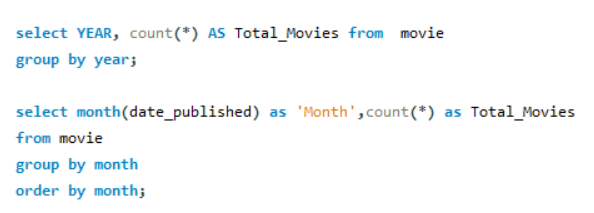 select YEAR, count(*) AS Total_Movies from  movie
group by year;
select month(date_published) as 'Month',count(*) as Total_Movies
from movie
group by month
order by month;